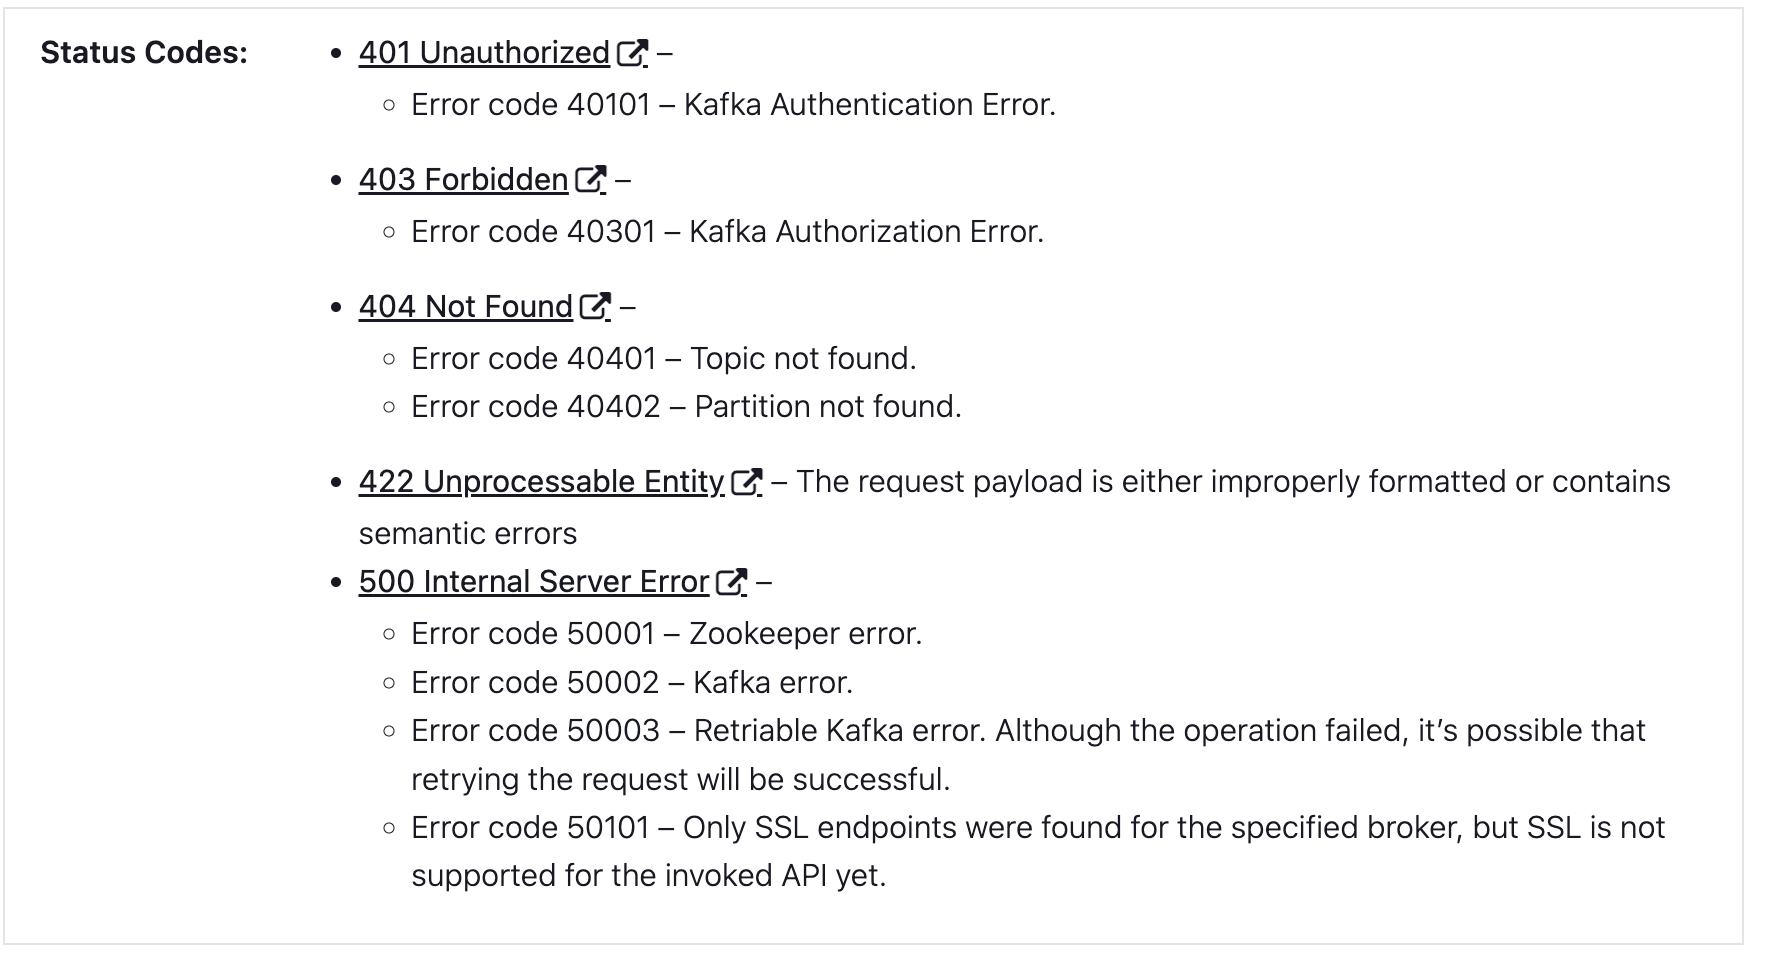 Status Codes:
• 401 Unauthorized –
◦ Error code 40101 – Kafka Authentication Error.
• 403 Forbidden –
◦ Error code 40301 – Kafka Authorization Error.
• 404 Not Found –
◦ Error code 40401 – Topic not found.
◦ Error code 40402 – Partition not found.
• 422 Unprocessable Entity – The request payload is either improperly formatted or contains
semantic errors
• 500 Internal Server Error –
◦ Error code 50001 – Zookeeper error.
◦ Error code 50002 – Kafka error.
◦ Error code 50003 – Retriable Kafka error. Although the operation failed, it’s possible that
retrying the request will be successful.
◦ Error code 50101 – Only SSL endpoints were found for the specified broker, but SSL is not
supported for the invoked API yet.